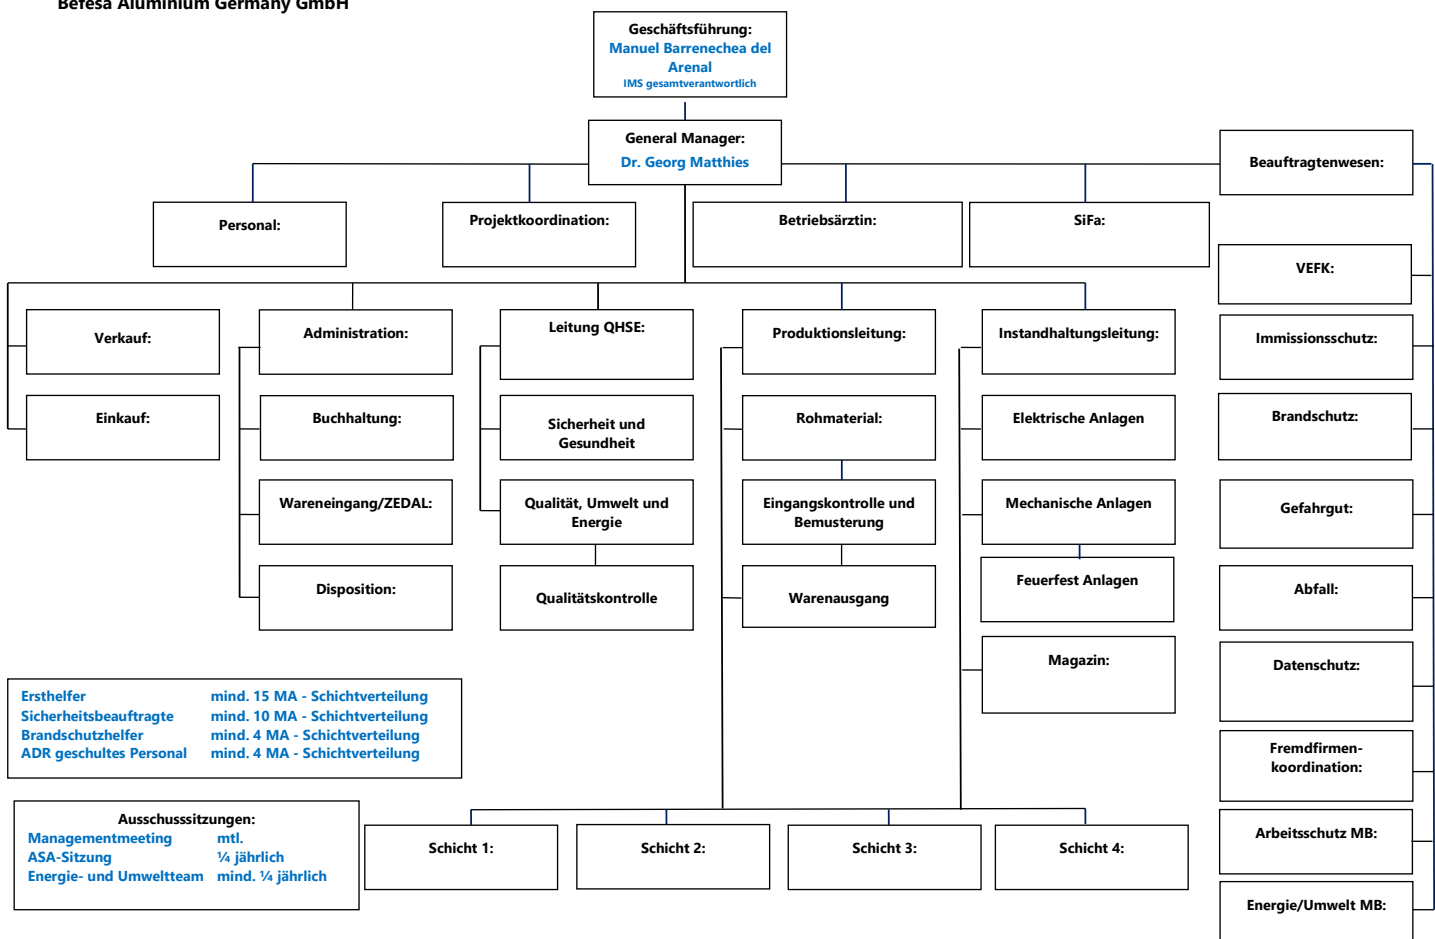 Befesa Aluminium Germany GmbH
Geschäftsführung:
Manuel Barrenechea del
Arenal
IMS gesamtverantwortlich
General Manager:
Dr. Georg Matthies
Beauftragtenwesen:
Personal:
Projektkoordination:
Betriebsärztin:
SiFa:
VEFK:
Verkauf:
Administration:
Leitung QHSE:
Produktionsleitung:
Instandhaltungsleitung:
Immissionsschutz:
Einkauf:
Buchhaltung:
Sicherheit und
Gesundheit
Rohmaterial:
Elektrische Anlagen
Brandschutz:
Wareneingang/ZEDAL:
Qualität, Umwelt und
Energie
Eingangskontrolle und
Bemusterung
Mechanische Anlagen
Gefahrgut:
Disposition:
Qualitätskontrolle
Warenausgang
Feuerfest Anlagen
Abfall:
Magazin:
Datenschutz:
Ersthelfer mind. 15 MA - Schichtverteilung
Sicherheitsbeauftragte mind. 10 MA - Schichtverteilung
Brandschutzhelfer mind. 4 MA - Schichtverteilung
ADR geschultes Personal mind. 4 MA - Schichtverteilung
Fremdfirmen-
koordination:
Ausschusssitzungen:
Managementmeeting mtl.
ASA-Sitzung ¼ jährlich
Energie- und Umweltteam mind. ¼ jährlich
Schicht 1:
Schicht 2:
Schicht 3:
Schicht 4:
Arbeitsschutz MB:
Energie/Umwelt MB: